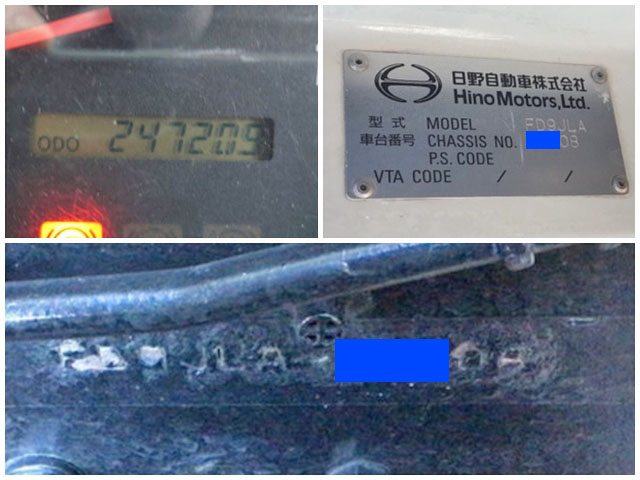 ODO 247209
日野自動車株式会社
Hino Motors, Ltd.
型式 MODEL FD9JLA
車台番号 CHASSIS NO. 08
P.S. CODE
VTA CODE / /
FD9JLA-